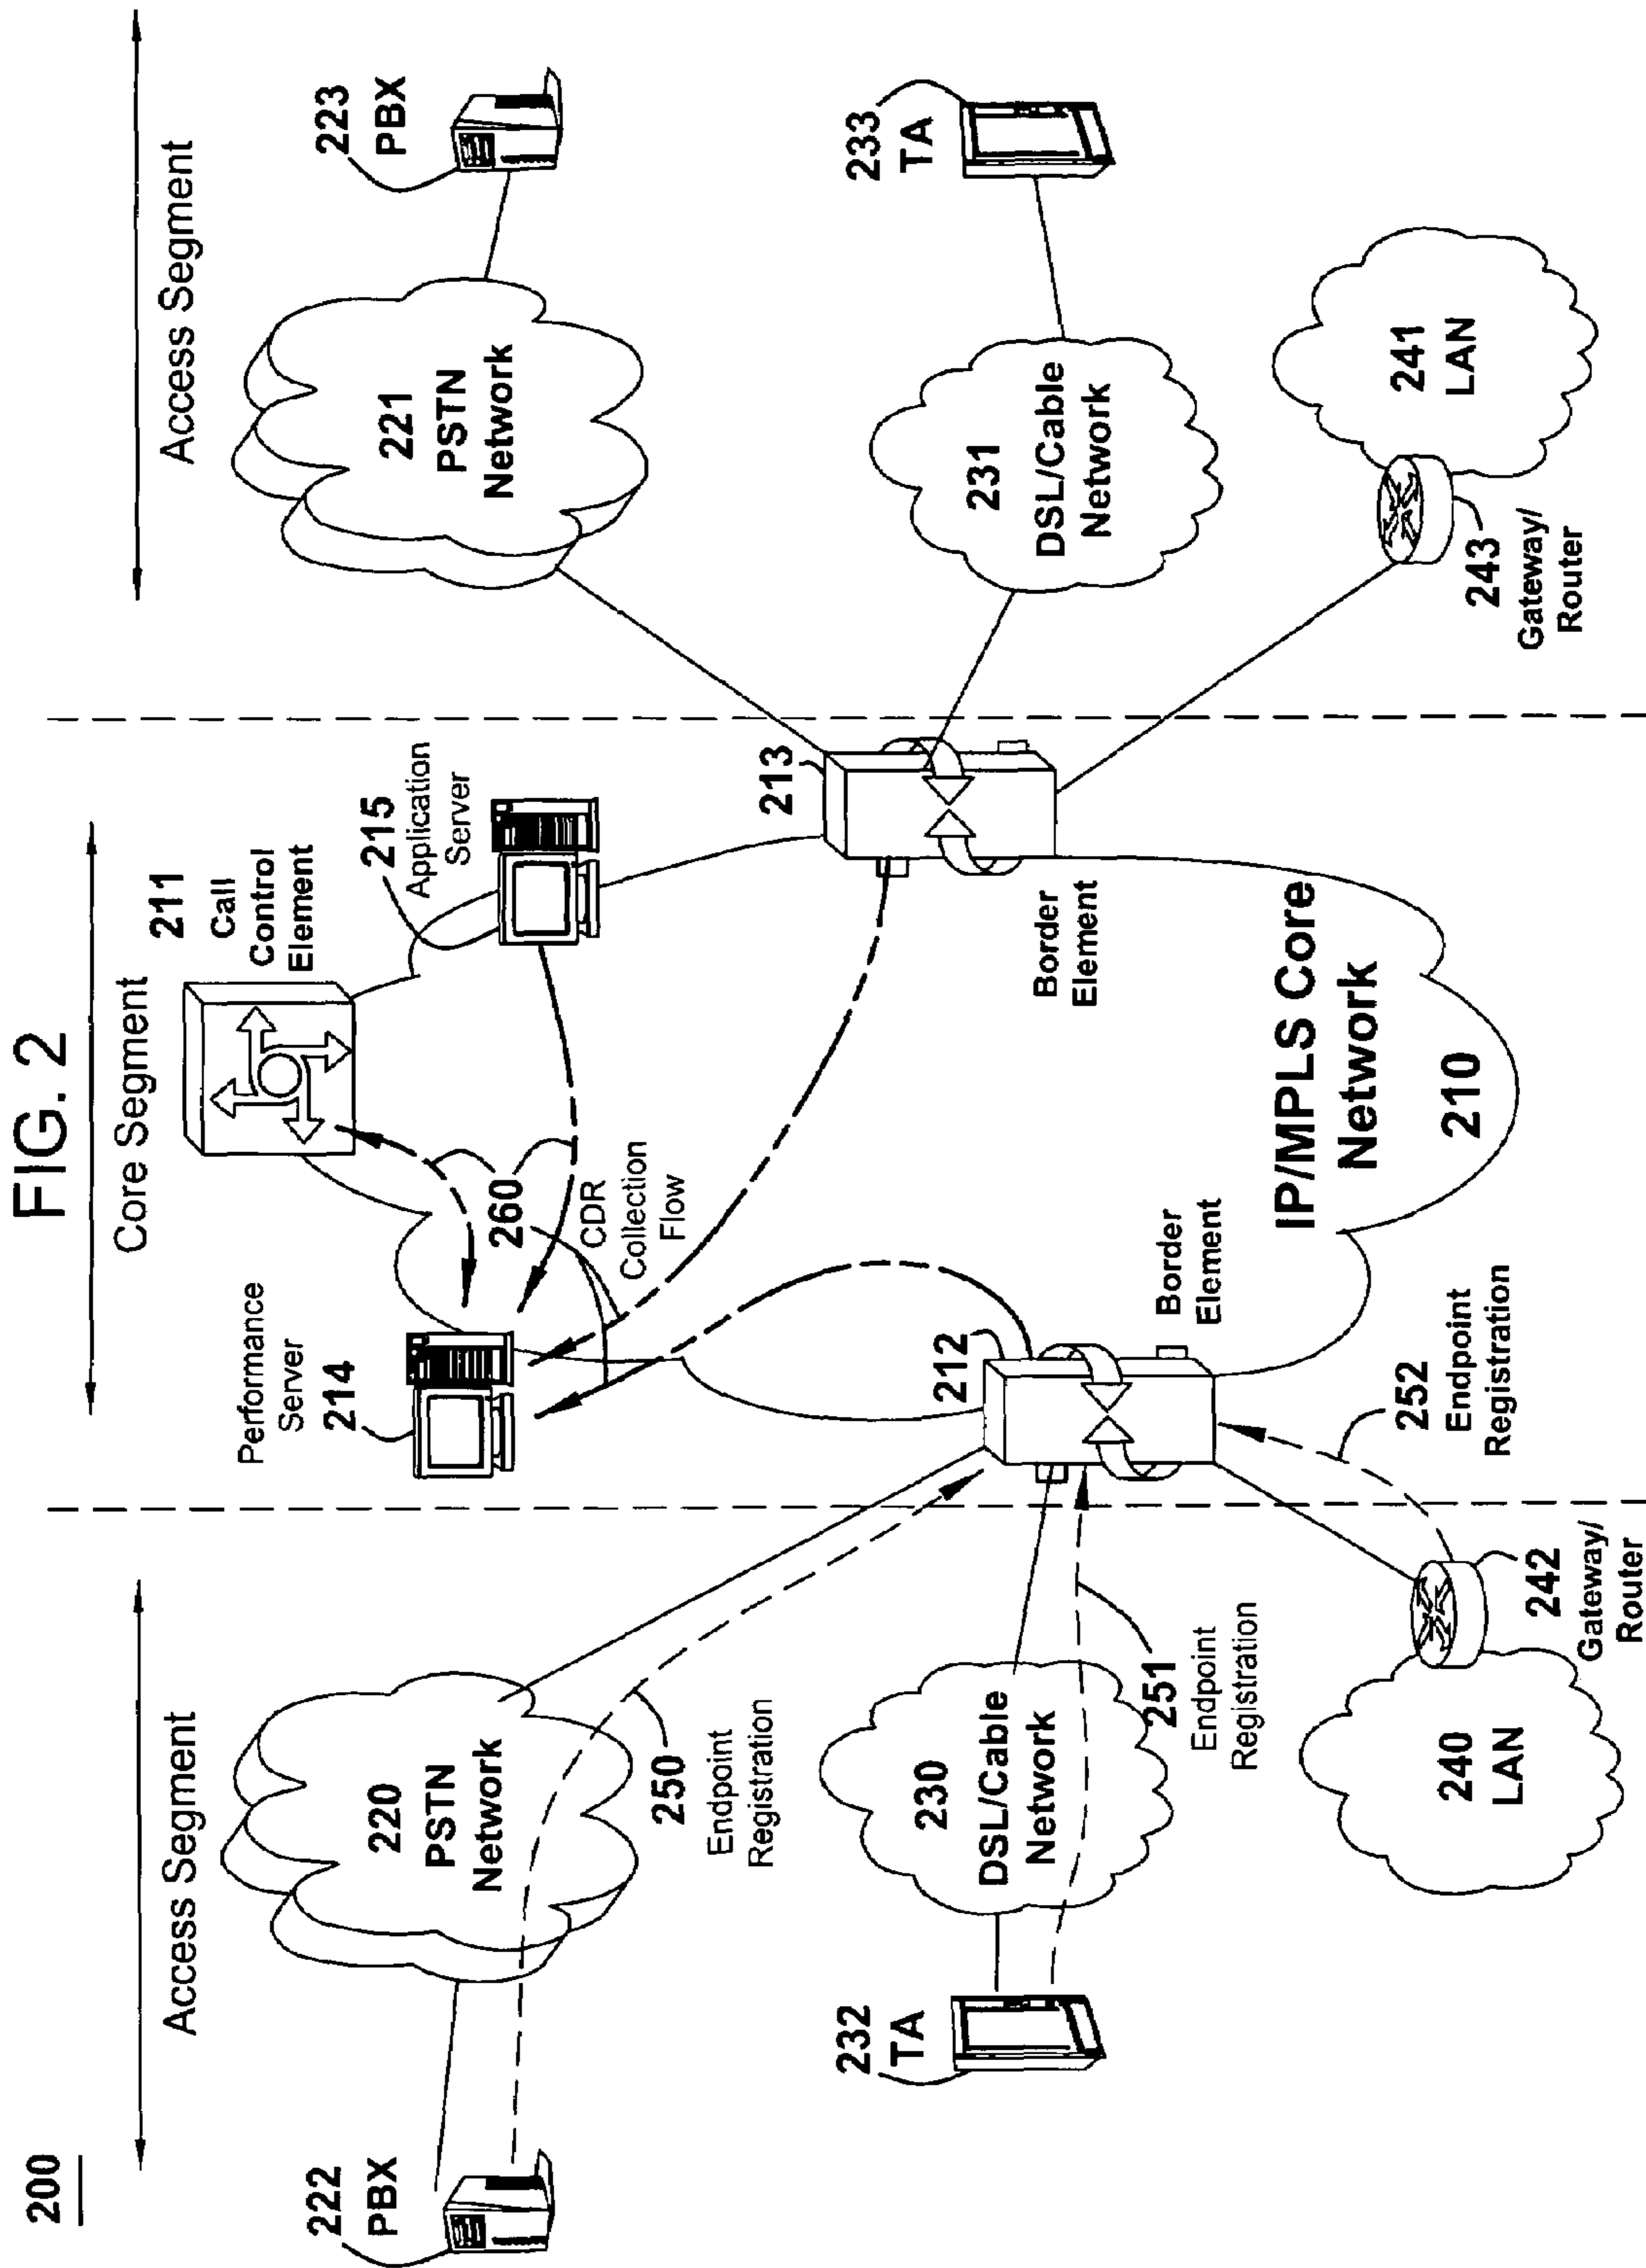 200
FIG. 2
Access Segment
Core Segment
Access Segment
222
PBX
220
PSTN
Network
250
Endpoint
Registration
232
TA
230
DSL/Cable
Network
251
Endpoint
Registration
240
LAN
242
Gateway/
Router
252
Endpoint
Registration
Performance
Server
214
211
Call
Control
Element
215
Application
Server
260
CDR
Collection
Flow
212
Border
Element
213
Border
Element
IP/MPLS Core
Network
210
221
PSTN
Network
223
PBX
231
DSL/Cable
Network
233
TA
241
LAN
243
Gateway/
Router